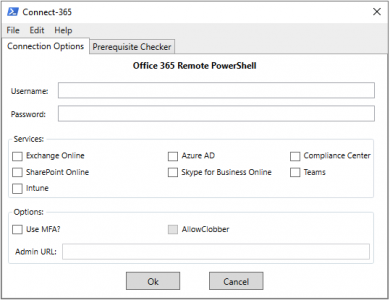 Connect-365
File Edit Help
Connection Options Prerequisite Checker
Office 365 Remote PowerShell
Username:
Password:
Services:
Exchange Online Azure AD Compliance Center
SharePoint Online Skype for Business Online Teams
Intune
Options:
Use MFA? AllowClobber
Admin URL:
Ok Cancel